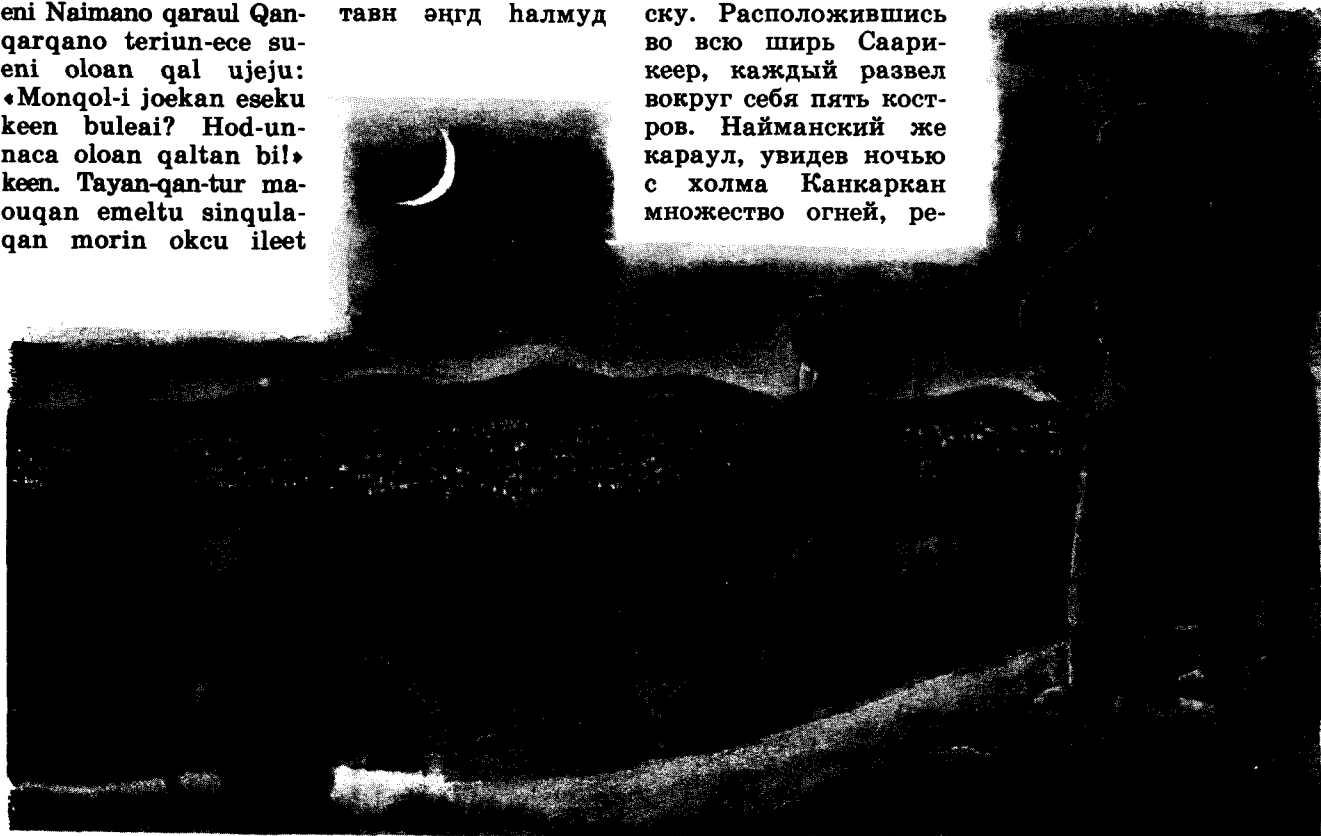 eni Naimano qaraul Qan-
qarqano teriun-ece su-
eni oloan qal ujeju:
«Monqol-i joekan eseku
keen buleai? Hod-un-
naca oloan qaltan bi!»
keen. Tayan-qan-tur ma-
ouqan emeltu sinqula-
qan morin okcu ileet
тавн әңгд һалмуд
ску. Расположившись
во всю ширь Саари-
кеер, каждый развел
вокруг себя пять кост-
ров. Найманский же
караул, увидев ночью
с холма Канкаркан
множество огней, ре-